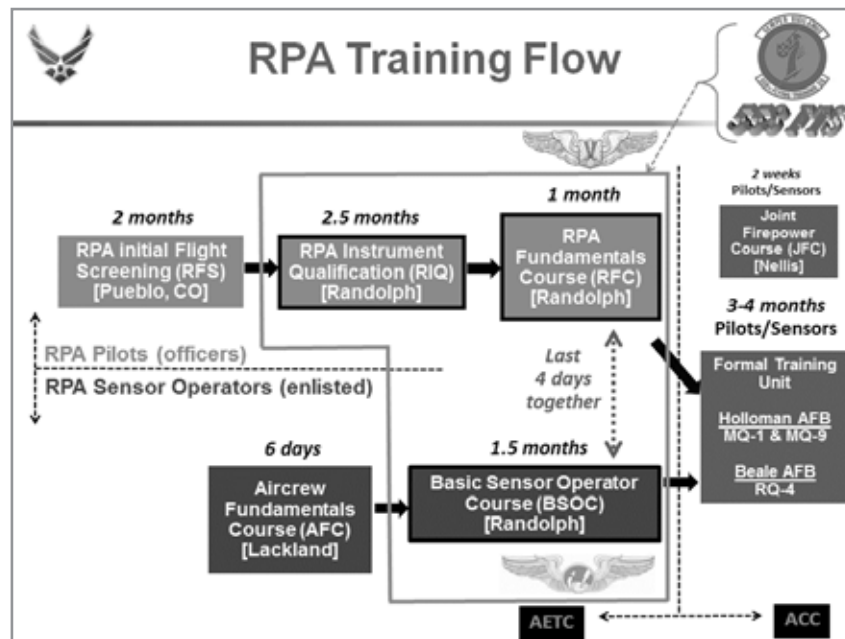 RPA Training Flow
SEMPER VIGILANS
558 FTS
2 months
RPA initial Flight
Screening (RFS)
[Pueblo, CO]
2.5 months
RPA Instrument
Qualification (RIQ)
[Randolph]
1 month
RPA
Fundamentals
Course (RFC)
[Randolph]
2 weeks
Pilots/Sensors
Joint
Firepower
Course (JFC)
[Nellis]
3-4 months
Pilots/Sensors
Formal Training
Unit
Holloman AFB
MQ-1 & MQ-9
Beale AFB
RQ-4
RPA Pilots (officers)
RPA Sensor Operators (enlisted)
Last
4 days
together
6 days
Aircrew
Fundamentals
Course (AFC)
[Lackland]
1.5 months
Basic Sensor Operator
Course (BSOC)
[Randolph]
AETC
ACC